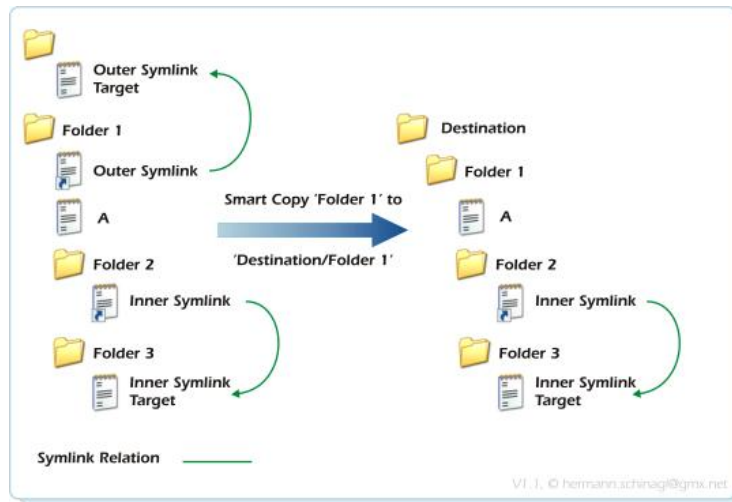 Outer Symlink
Target
Folder 1
Outer Symlink
A
Folder 2
Inner Symlink
Folder 3
Inner Symlink
Target
Symlink Relation
Smart Copy 'Folder 1' to
'Destination/Folder 1'
Destination
Folder 1
A
Folder 2
Inner Symlink
Folder 3
Inner Symlink
Target
V1.1, © hermann.schinagl@gmx.net